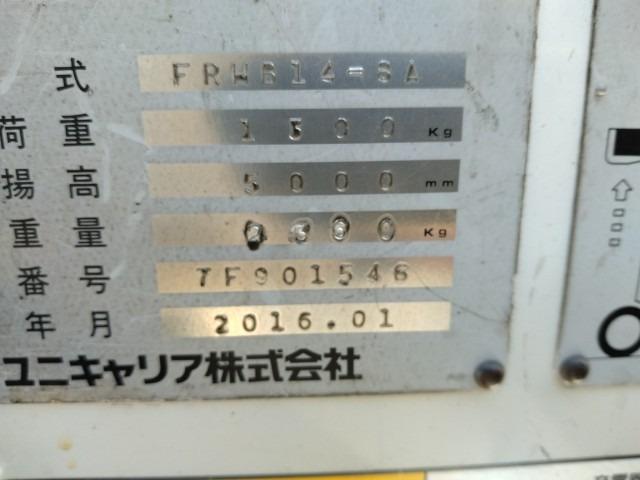 式 FRHB14-8A
荷重 1300 Kg
揚高 5000 mm
重量 Kg
番号 7F901546
年月 2016.01
ユニキャリア株式会社